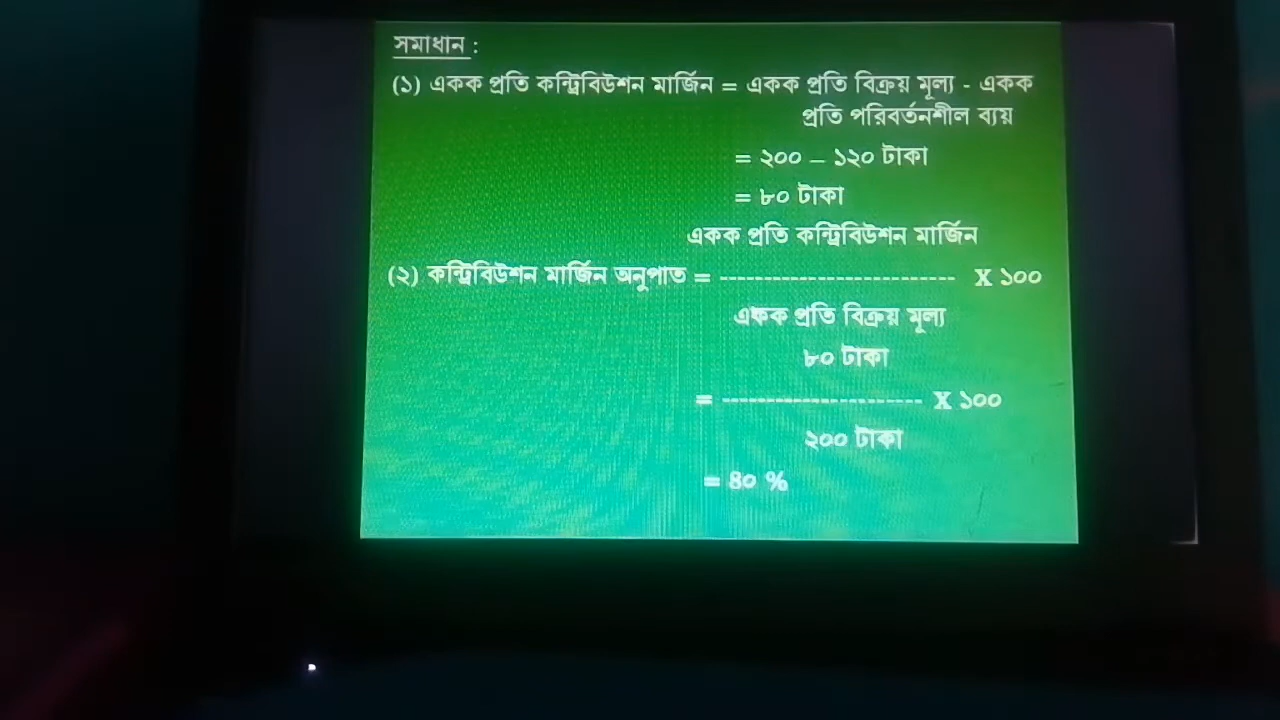 সমাধান :
(১) একক প্রতি কন্ট্রিবিউশন মার্জিন = একক প্রতি বিক্রয় মূল্য - একক
প্রতি পরিবর্তনশীল ব্যয়
= ২০০ – ১২০ টাকা
= ৮০ টাকা
একক প্রতি কন্ট্রিবিউশন মার্জিন
(২) কন্ট্রিবিউশন মার্জিন অনুপাত = -------------------------- X ১০০
একক প্রতি বিক্রয় মূল্য
৮০ টাকা
= ---------------------- X ১০০
২০০ টাকা
= ৪০ %